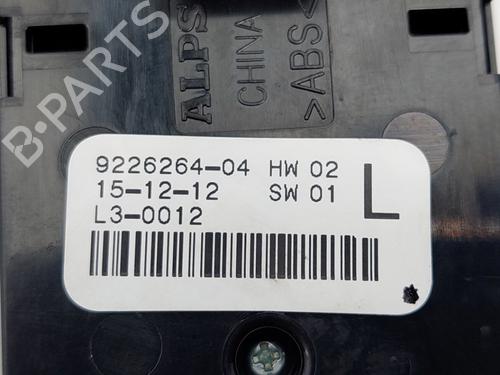 B-PARTS
ALPS
CHINA
>ABS<
9226264-04 HW 02
15-12-12 SW 01
L3-0012
L